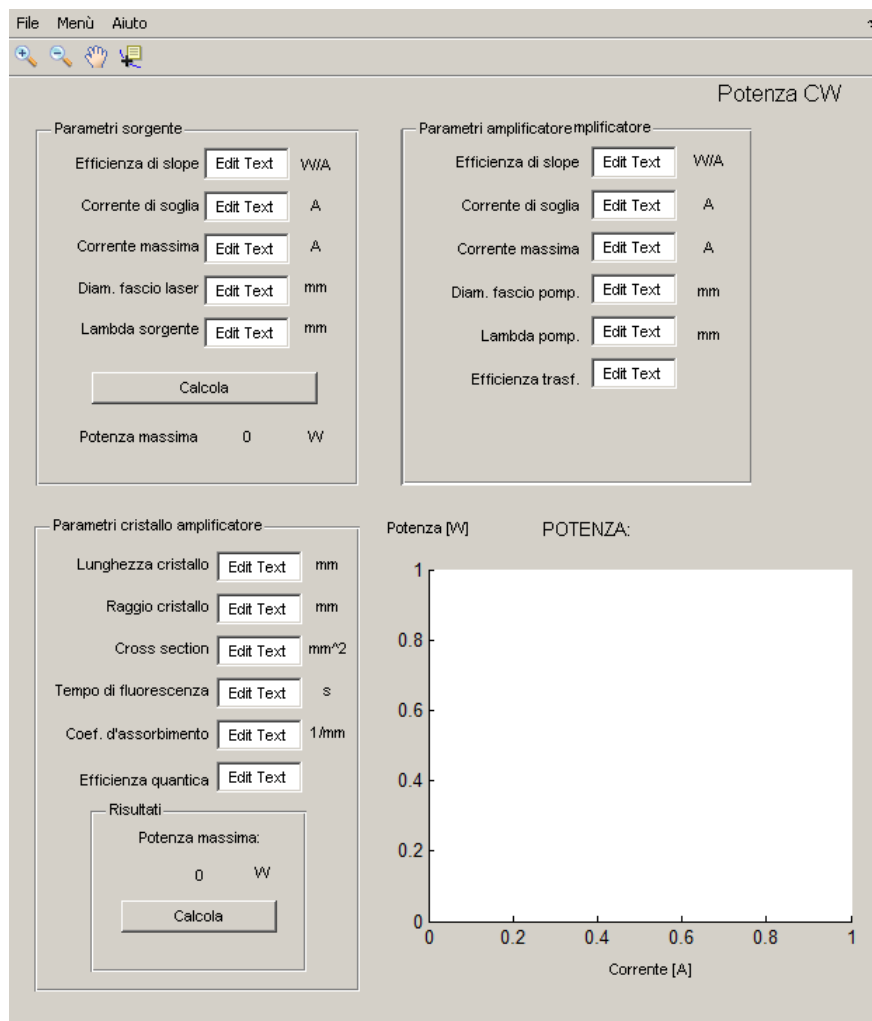 File Menù Aiuto
Potenza CW
Parametri sorgente
Efficienza di slope Edit Text W/A
Corrente di soglia Edit Text A
Corrente massima Edit Text A
Diam. fascio laser Edit Text mm
Lambda sorgente Edit Text mm
Calcola
Potenza massima 0 W
Parametri amplificatore mplificatore
Efficienza di slope Edit Text W/A
Corrente di soglia Edit Text A
Corrente massima Edit Text A
Diam. fascio pomp. Edit Text mm
Lambda pomp. Edit Text mm
Efficienza trasf. Edit Text
Parametri cristallo amplificatore
Lunghezza cristallo Edit Text mm
Raggio cristallo Edit Text mm
Cross section Edit Text mm^2
Tempo di fluorescenza Edit Text s
Coef. d'assorbimento Edit Text 1/mm
Efficienza quantica Edit Text
Risultati
Potenza massima:
0 W
Calcola
Potenza [W] POTENZA:
1
0.8
0.6
0.4
0.2
0
0 0.2 0.4 0.6 0.8 1
Corrente [A]